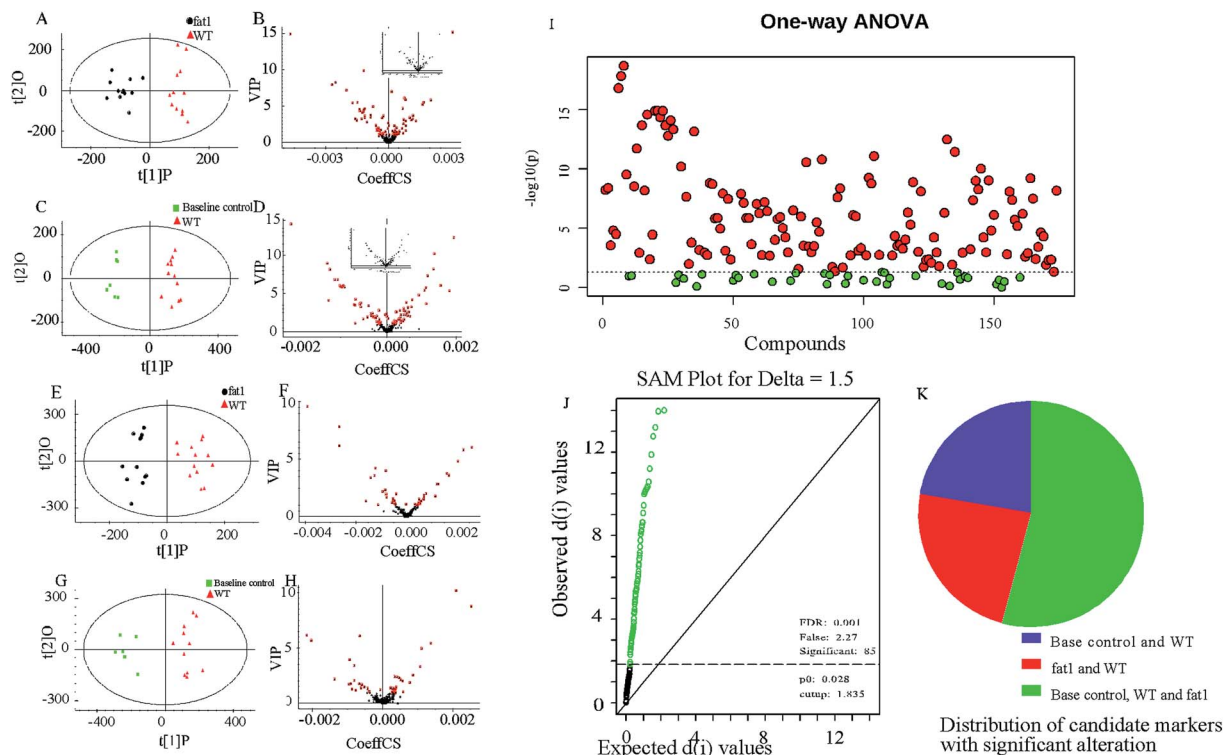 A
fat1
WT
200
0
-200
t[2]O
-200
0
200
t[1]P
B
15
10
5
0
VIP
-0.003
0.000
0.003
CoeffCS
C
Baseline control
WT
200
0
-200
t[2]O
-400
-200
0
200
400
t[1]P
D
15
10
5
0
VIP
-0.002
0.000
0.002
CoeffCS
E
fat1
WT
300
0
-300
t[2]O
-200
0
200
t[1]P
F
10
5
0
VIP
-0.004
-0.002
0.000
0.002
CoeffCS
G
Baseline control
WT
300
0
-300
t[2]O
-400
-200
0
200
400
t[1]P
H
12
6
0
VIP
-0.002
0.000
0.002
CoeffCS
I
One-way ANOVA
-log10(p)
15
10
5
0
0
50
100
150
Compounds
SAM Plot for Delta = 1.5
J
Observed d(i) values
12
8
4
2
0
FDR: 0.001
False: 2.27
Significant: 85
p0: 0.028
cutup: 1.835
0
2
4
8
12
Expected d(i) values
K
Base control and WT
fat1 and WT
Base control, WT and fat1
Distribution of candidate markers
with significant alteration